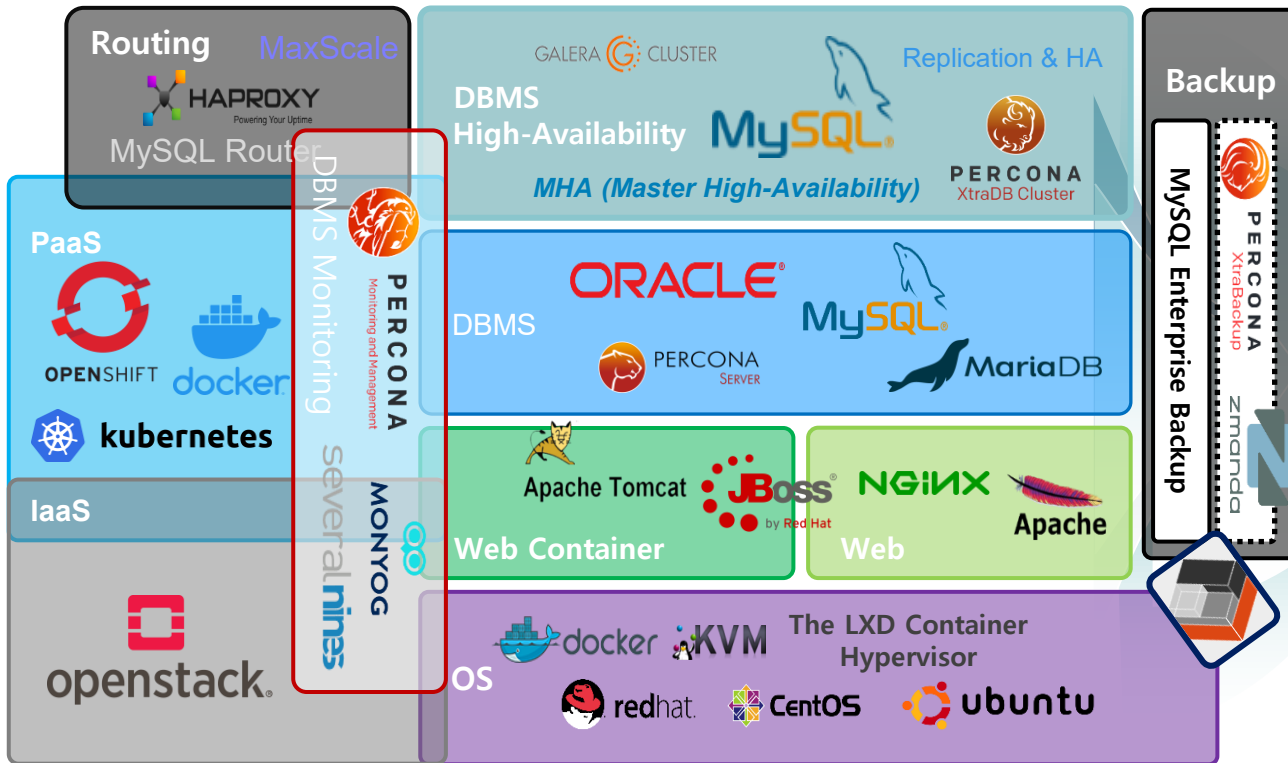 Routing
MaxScale
HAPROXY
Powering Your Uptime
MySQL Router
GALERA CLUSTER
Replication & HA
DBMS
High-Availability
MySQL®
PERCONA
XtraDB Cluster
MHA (Master High-Availability)
Backup
MySQL Enterprise Backup
PERCONA
XtraBackup
zmanda
PaaS
OPENSHIFT
docker
kubernetes
DBMS Monitoring
PERCONA
Monitoring and Management
severalnines
MONYOG
ORACLE®
DBMS
MySQL®
PERCONA
SERVER
MariaDB
Apache Tomcat
JBoss®
by Red Hat
Web Container
NGiNX
Apache
Web
IaaS
openstack®
docker
KVM
The LXD Container
Hypervisor
OS
redhat.
CentOS
ubuntu